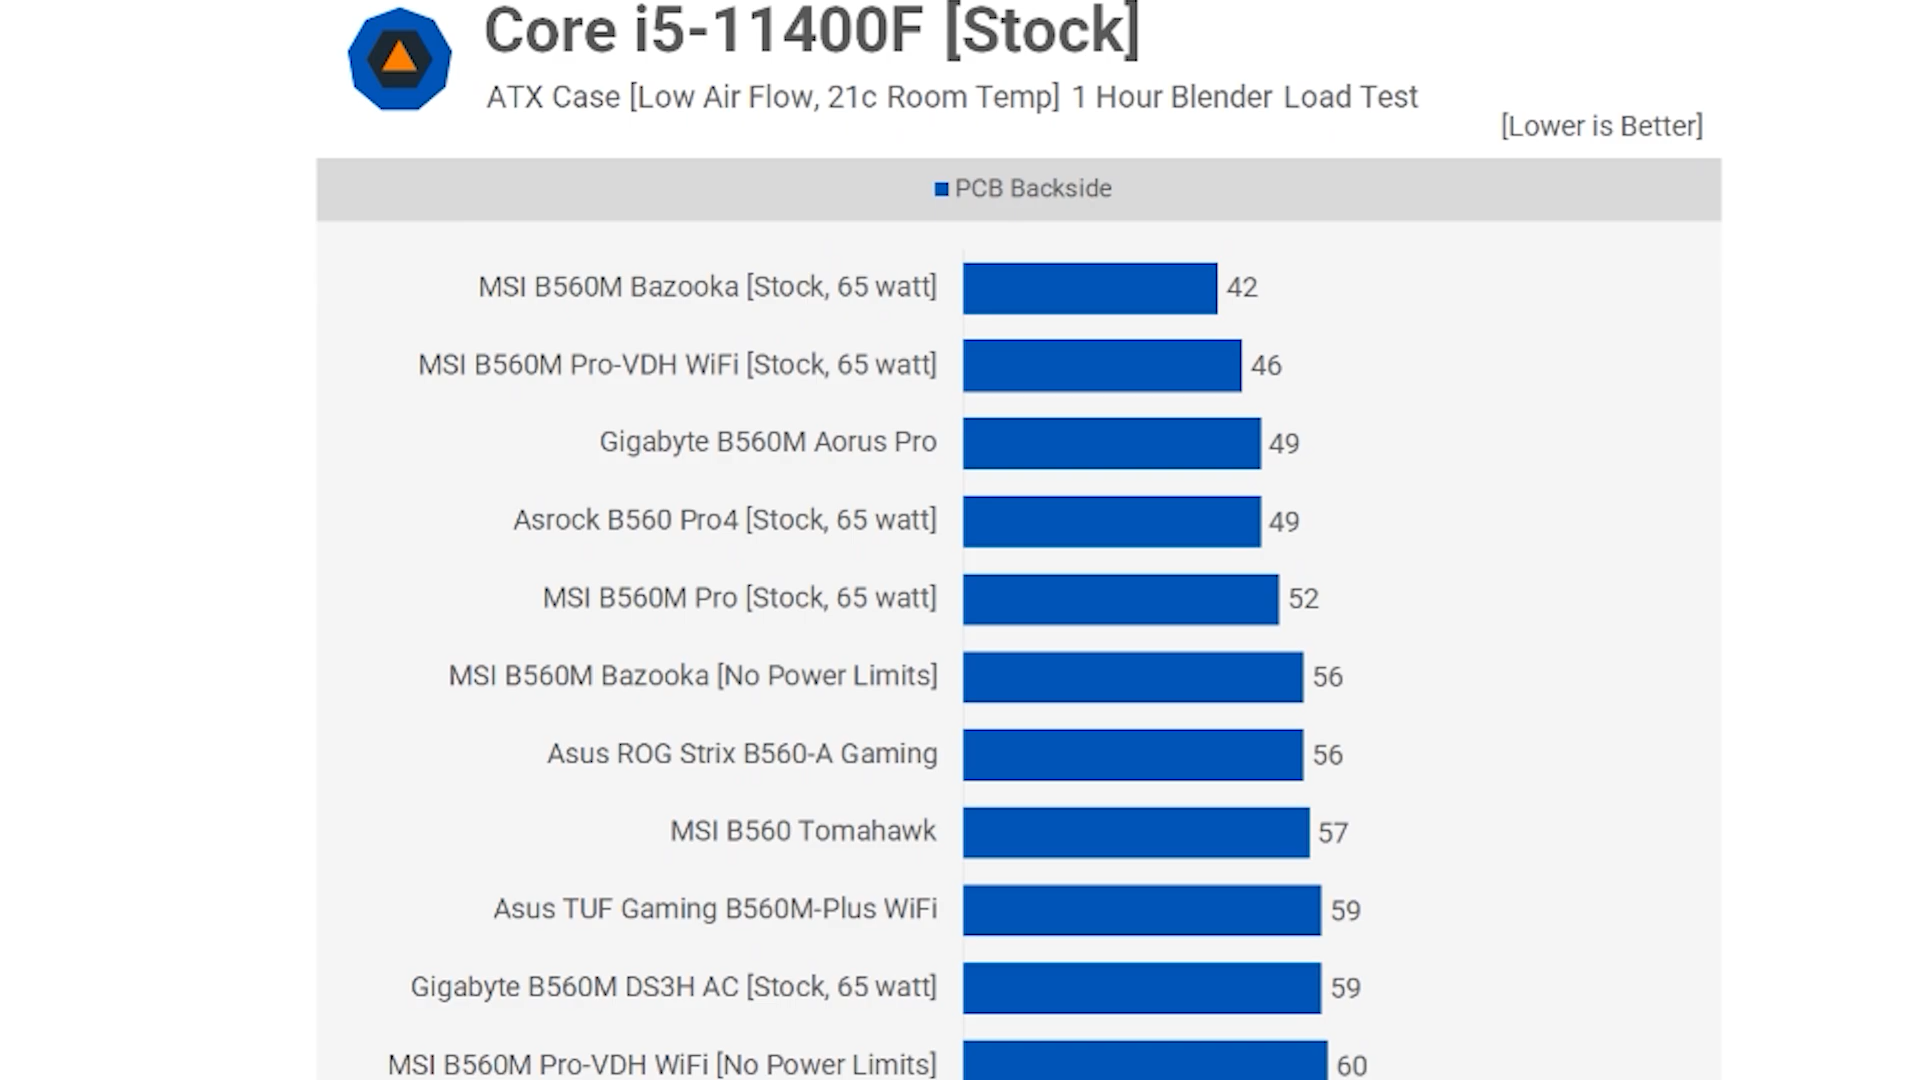 Core i5-11400F [Stock]
ATX Case [Low Air Flow, 21c Room Temp] 1 Hour Blender Load Test
[Lower is Better]
PCB Backside
MSI B560M Bazooka [Stock, 65 watt] 42
MSI B560M Pro-VDH WiFi [Stock, 65 watt] 46
Gigabyte B560M Aorus Pro 49
Asrock B560 Pro4 [Stock, 65 watt] 49
MSI B560M Pro [Stock, 65 watt] 52
MSI B560M Bazooka [No Power Limits] 56
Asus ROG Strix B560-A Gaming 56
MSI B560 Tomahawk 57
Asus TUF Gaming B560M-Plus WiFi 59
Gigabyte B560M DS3H AC [Stock, 65 watt] 59
MSI B560M Pro-VDH WiFi [No Power Limits] 60